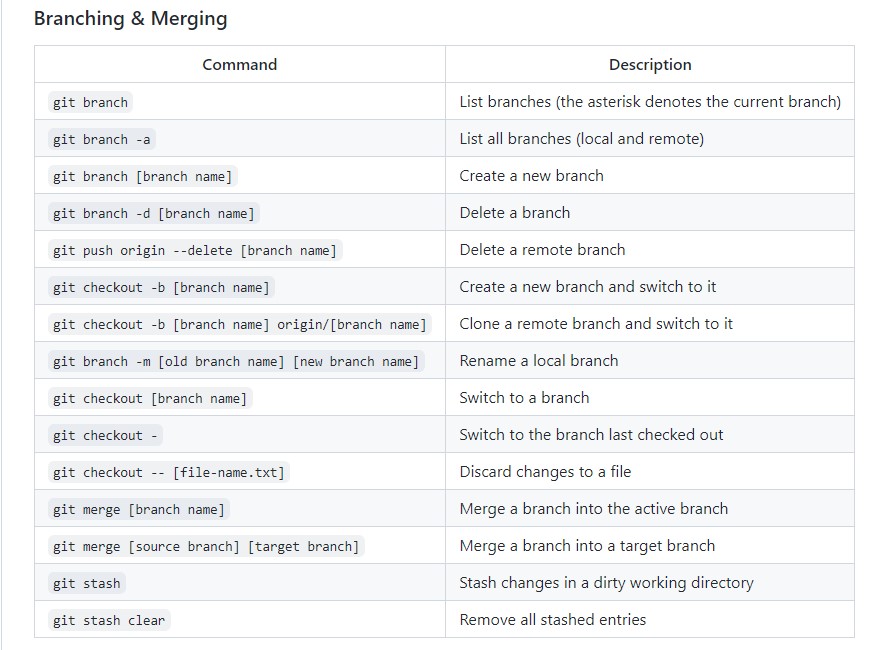 Branching & Merging
Command Description
git branch List branches (the asterisk denotes the current branch)
git branch -a List all branches (local and remote)
git branch [branch name] Create a new branch
git branch -d [branch name] Delete a branch
git push origin --delete [branch name] Delete a remote branch
git checkout -b [branch name] Create a new branch and switch to it
git checkout -b [branch name] origin/[branch name] Clone a remote branch and switch to it
git branch -m [old branch name] [new branch name] Rename a local branch
git checkout [branch name] Switch to a branch
git checkout - Switch to the branch last checked out
git checkout -- [file-name.txt] Discard changes to a file
git merge [branch name] Merge a branch into the active branch
git merge [source branch] [target branch] Merge a branch into a target branch
git stash Stash changes in a dirty working directory
git stash clear Remove all stashed entries